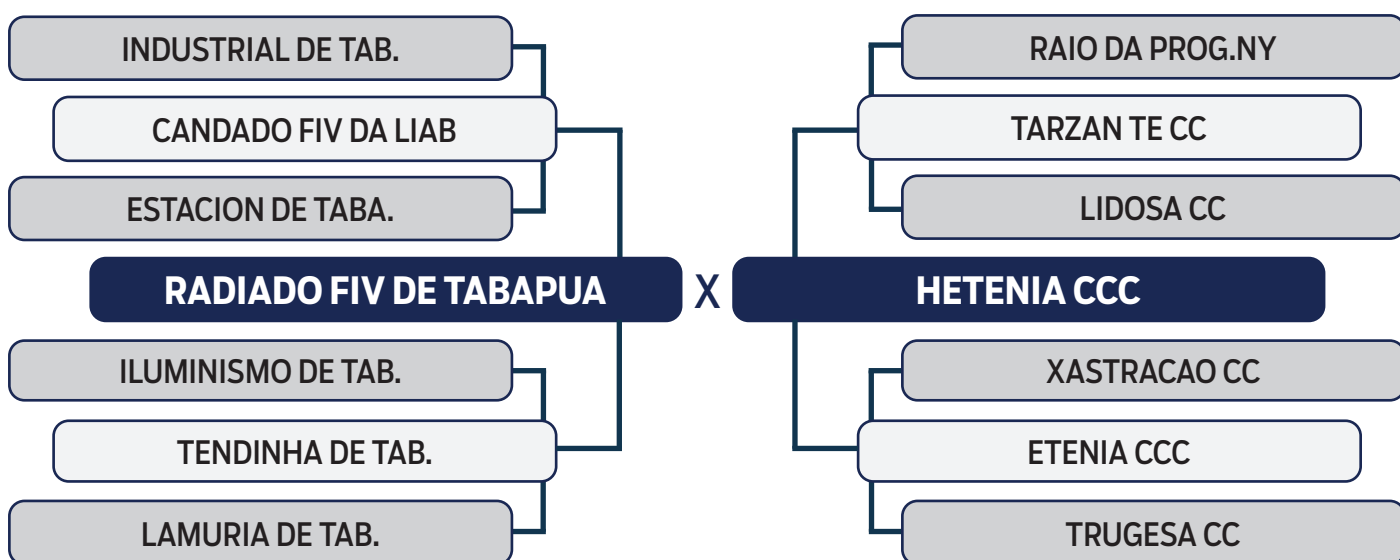 INDUSTRIAL DE TAB.
CANDADO FIV DA LIAB
ESTACION DE TABA.
RADIADO FIV DE TABAPUA
ILUMINISMO DE TAB.
TENDINHA DE TAB.
LAMURIA DE TAB.
X
RAIO DA PROG.NY
TARZAN TE CC
LIDOSA CC
HETENIA CCC
XASTRACAO CC
ETENIA CCC
TRUGESA CC